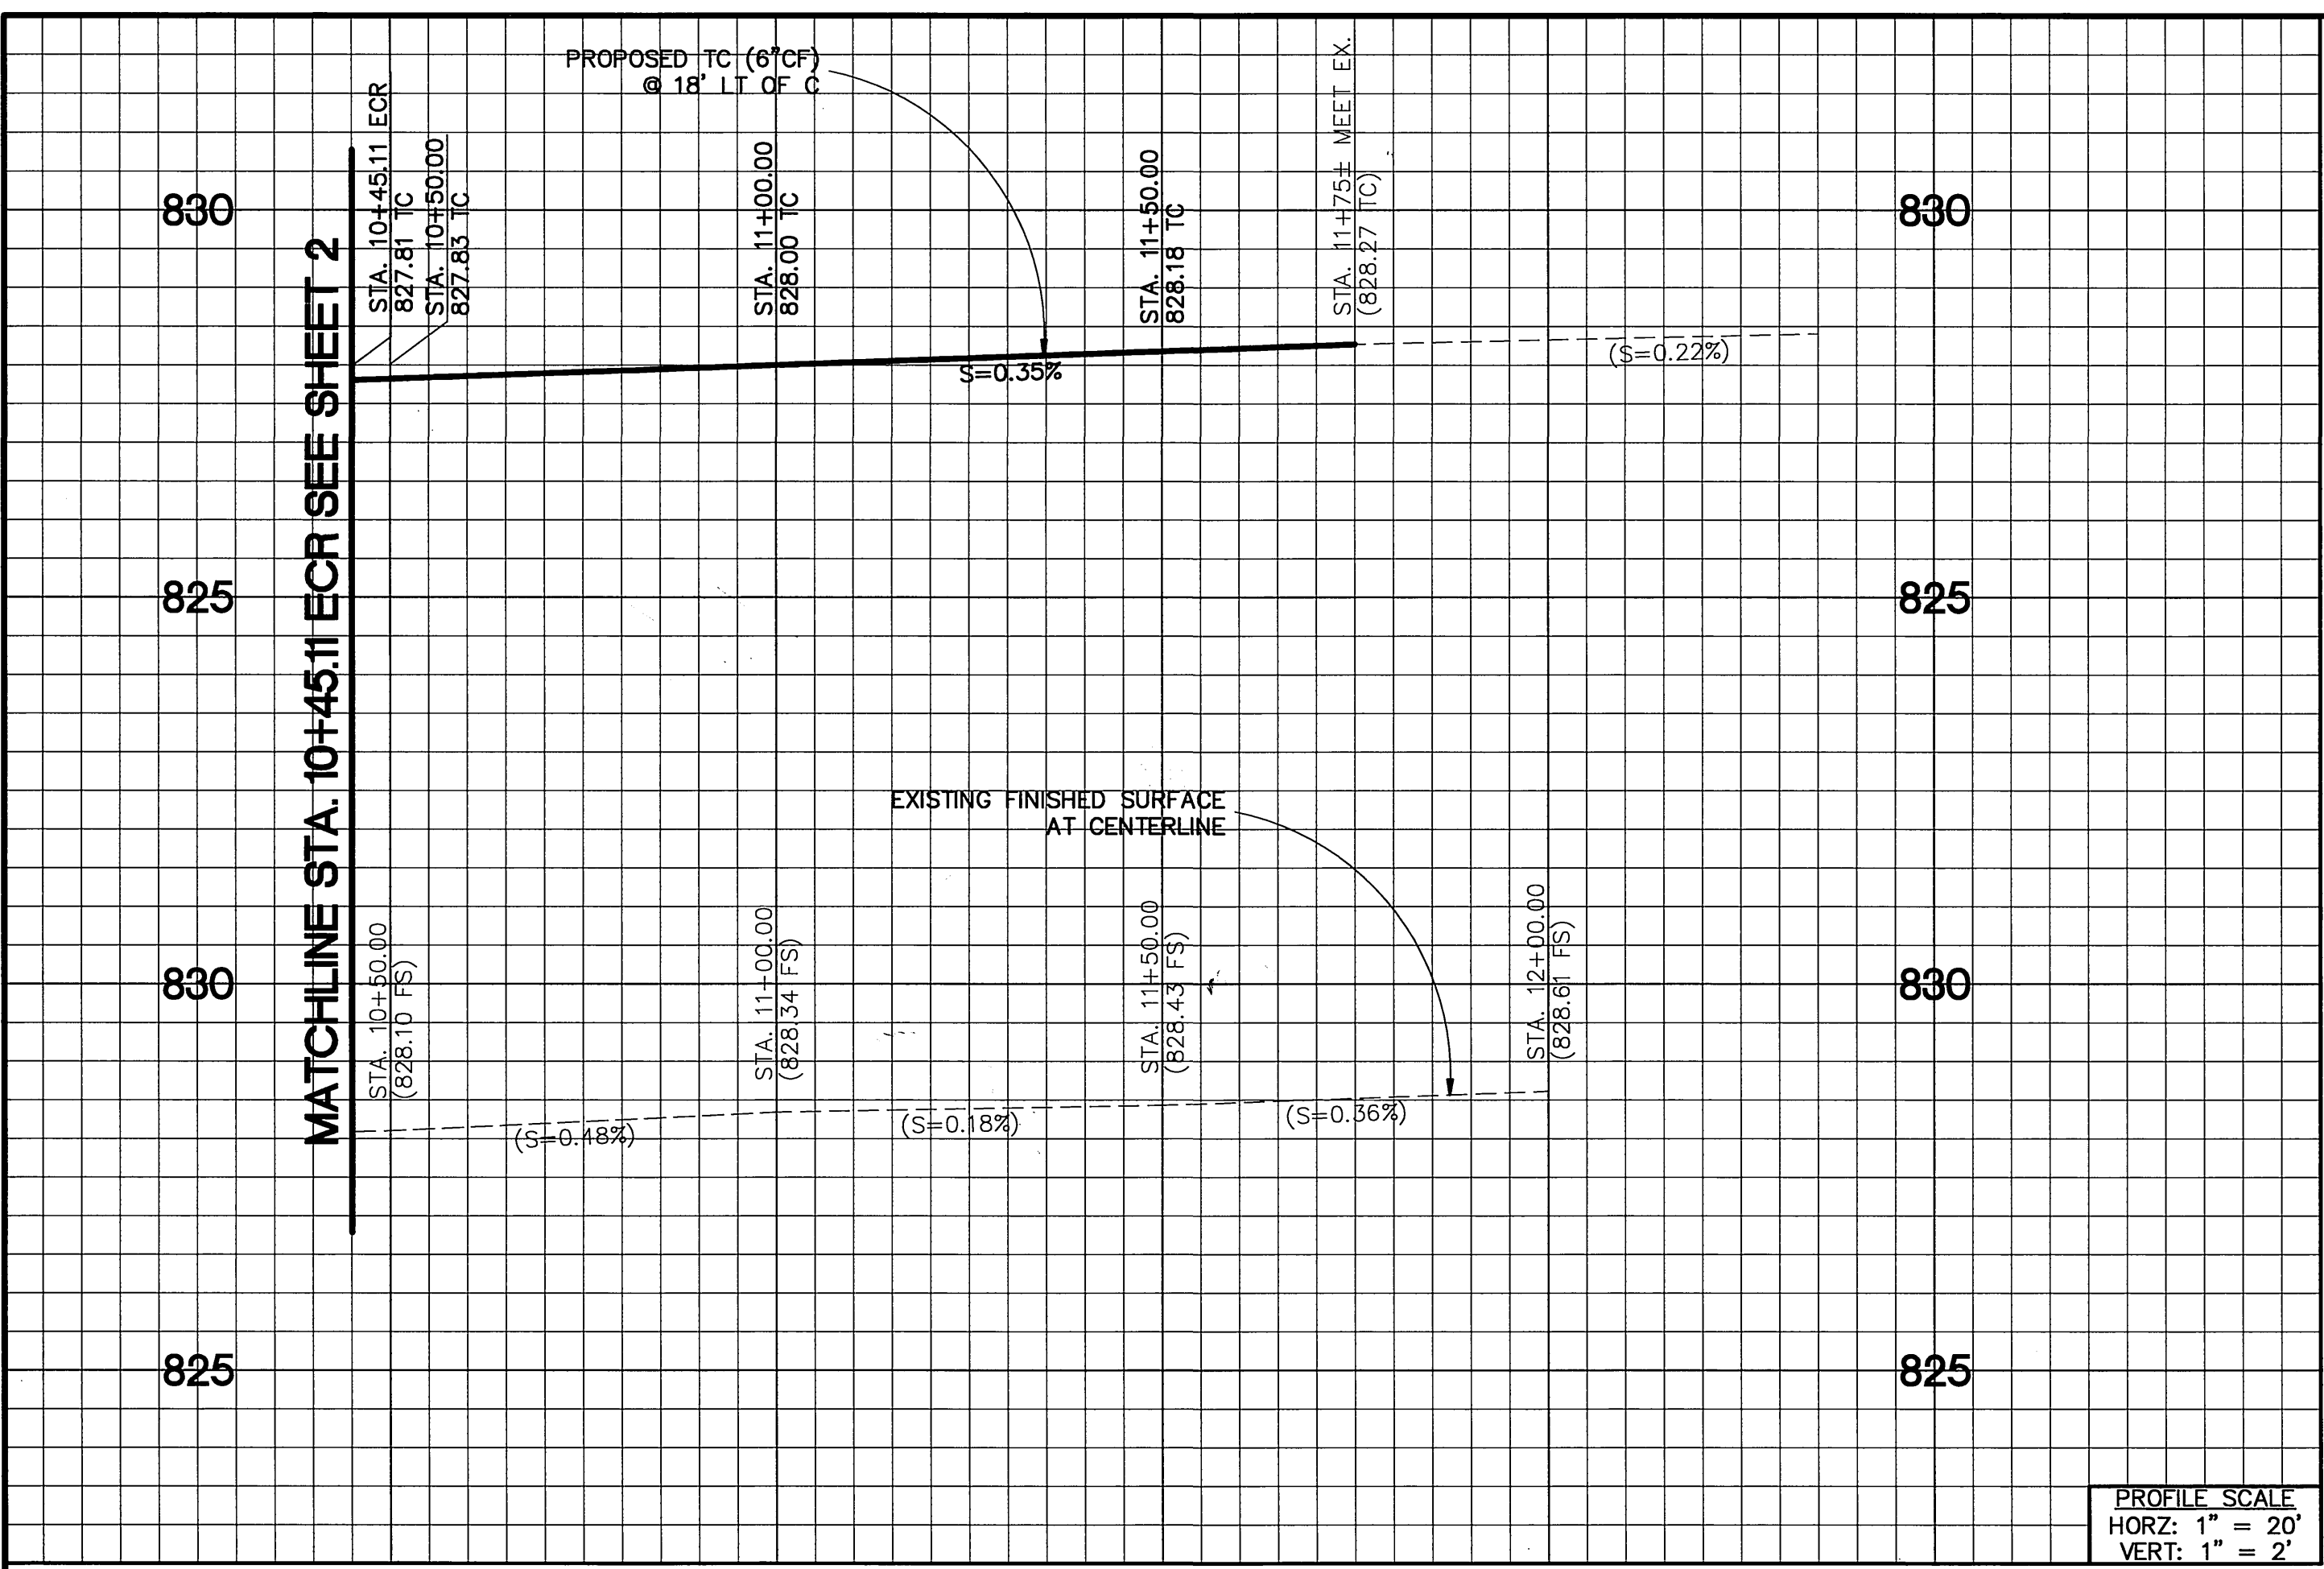 PROPOSED TC (6"CF)
@ 18' LT OF C
STA. 10+45.11 ECR
827.81 TC
STA. 10+50.00
827.83 TC
STA. 11+00.00
828.00 TC
STA. 11+50.00
828.18 TC
STA. 11+75± MEET EX.
(828.27 TC)
830
830
S=0.35%
(S=0.22%)
MATCHLINE STA. 10+45.11 ECR SEE SHEET 2
825
825
EXISTING FINISHED SURFACE
AT CENTERLINE
STA. 10+50.00
(828.10 FS)
STA. 11+00.00
(828.34 FS)
STA. 11+50.00
(828.43 FS)
STA. 12+00.00
(828.61 FS)
830
830
(S=0.48%)
(S=0.18%)
(S=0.36%)
825
825
PROFILE SCALE
HORZ: 1" = 20'
VERT: 1" = 2'